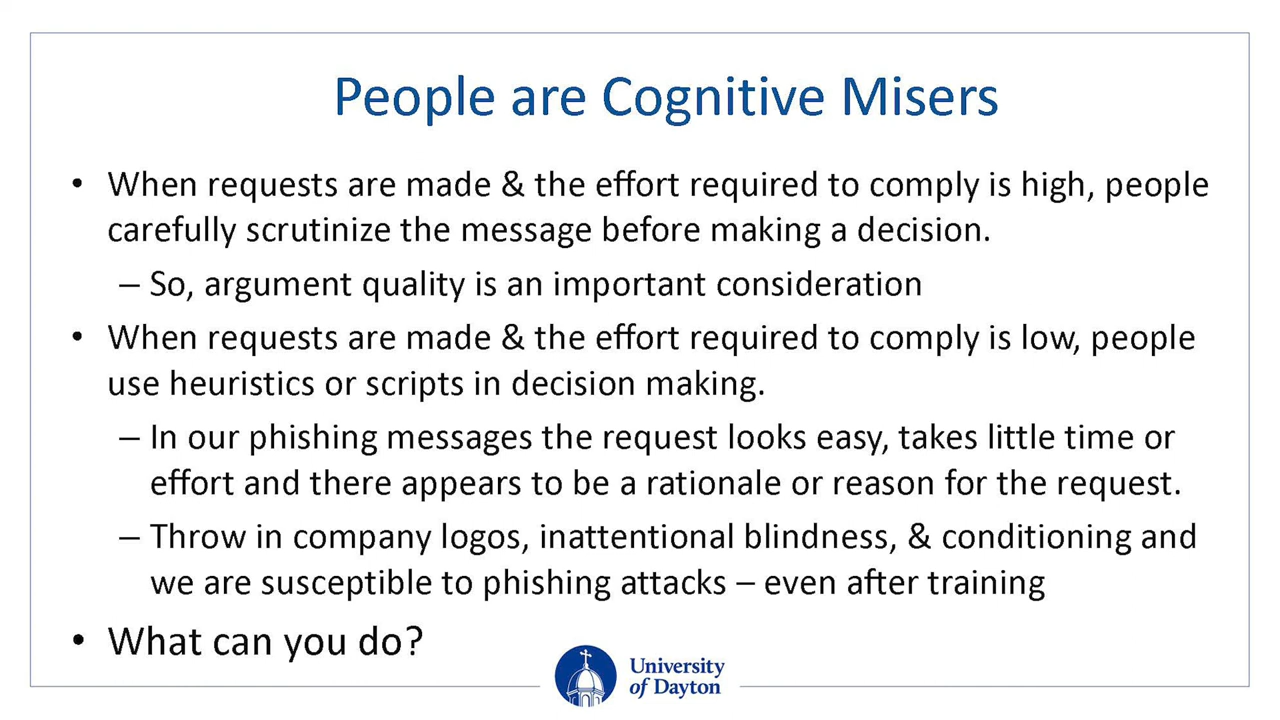 People are Cognitive Misers
• When requests are made & the effort required to comply is high, people
carefully scrutinize the message before making a decision.
– So, argument quality is an important consideration
• When requests are made & the effort required to comply is low, people
use heuristics or scripts in decision making.
– In our phishing messages the request looks easy, takes little time or
effort and there appears to be a rationale or reason for the request.
– Throw in company logos, inattentional blindness, & conditioning and
we are susceptible to phishing attacks – even after training
• What can you do?
University
of Dayton